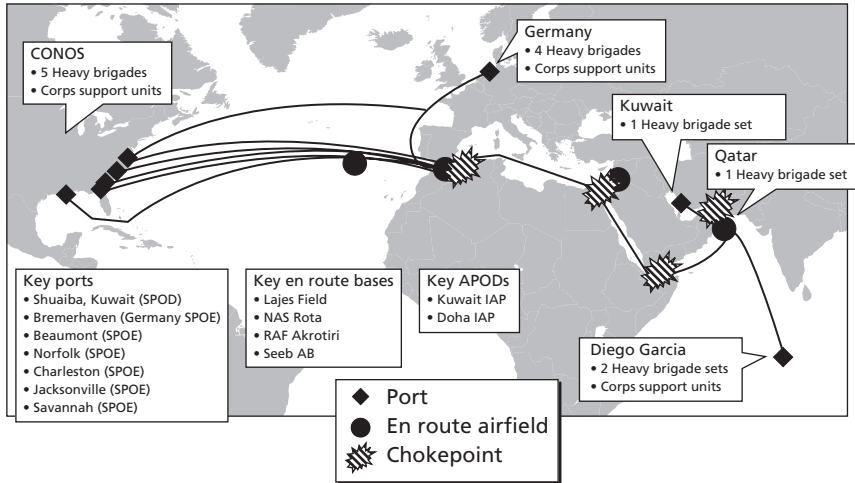 CONOS
• 5 Heavy brigades
• Corps support units
Germany
• 4 Heavy brigades
• Corps support units
Kuwait
• 1 Heavy brigade set
Qatar
• 1 Heavy brigade set
Key ports
• Shuaiba, Kuwait (SPOD)
• Bremerhaven (Germany SPOE)
• Beaumont (SPOE)
• Norfolk (SPOE)
• Charleston (SPOE)
• Jacksonville (SPOE)
• Savannah (SPOE)
Key en route bases
• Lajes Field
• NAS Rota
• RAF Akrotiri
• Seeb AB
Key APODs
• Kuwait IAP
• Doha IAP
Diego Garcia
• 2 Heavy brigade sets
• Corps support units
Port
En route airfield
Chokepoint